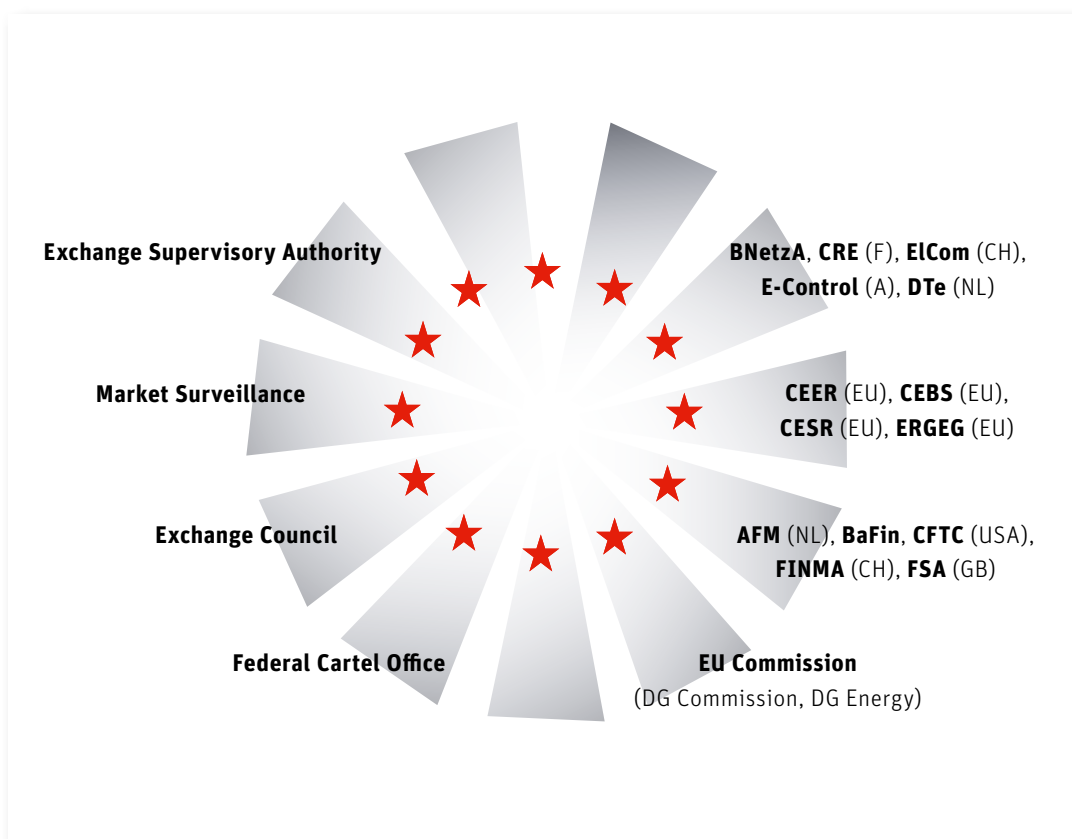 Exchange Supervisory Authority
BNetzA, CRE (F), ElCom (CH),
E-Control (A), DTe (NL)
Market Surveillance
CEER (EU), CEBS (EU),
CESR (EU), ERGEG (EU)
Exchange Council
AFM (NL), BaFin, CFTC (USA),
FINMA (CH), FSA (GB)
Federal Cartel Office
EU Commission
(DG Commission, DG Energy)